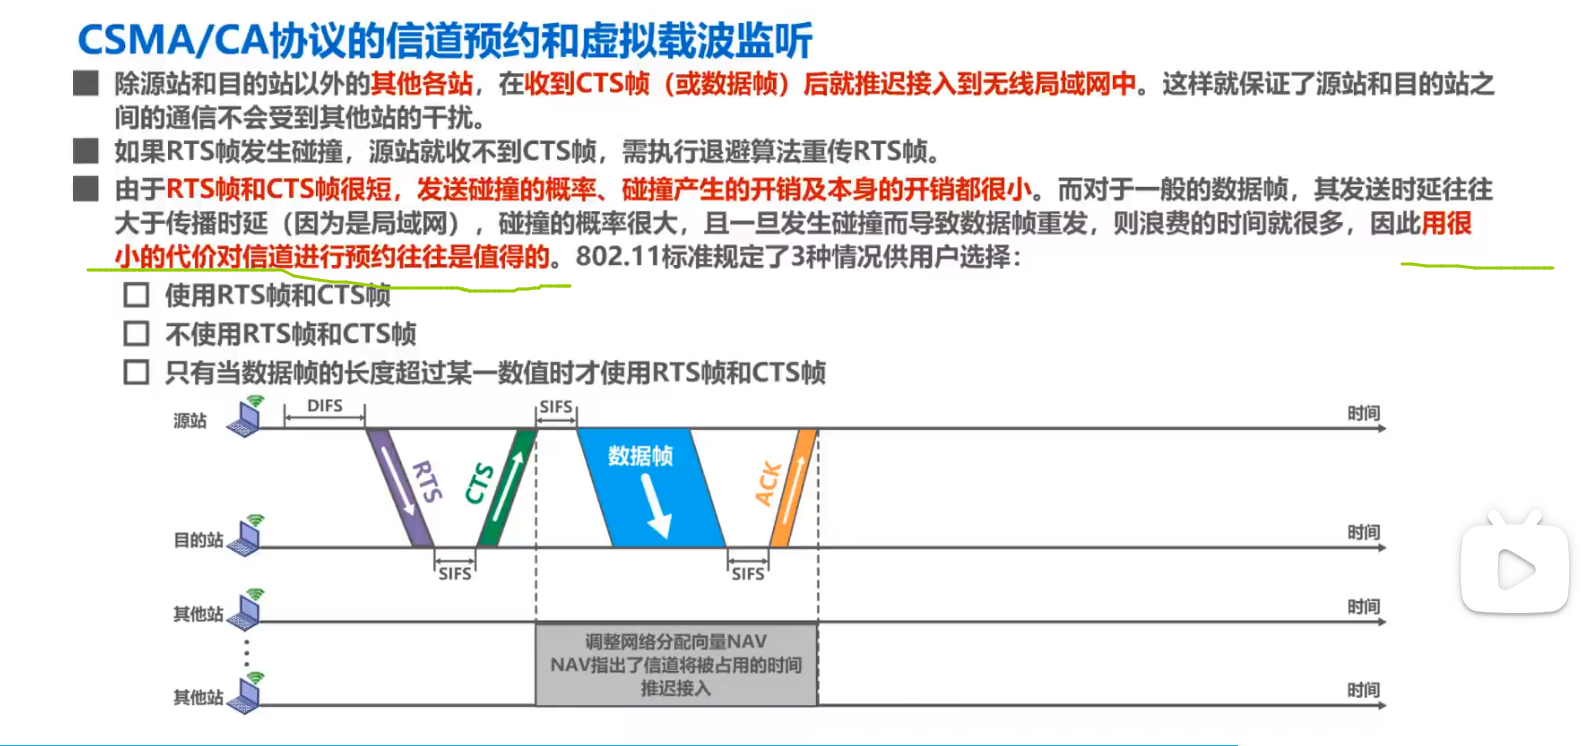 CSMA/CA协议的信道预约和虚拟载波监听
除源站和目的站以外的其他各站，在收到CTS帧（或数据帧）后就推迟接入到无线局域网中。这样就保证了源站和目的站之
间的通信不会受到其他站的干扰。
如果RTS帧发生碰撞，源站就收不到CTS帧，需执行退避算法重传RTS帧。
由于RTS帧和CTS帧很短，发送碰撞的概率、碰撞产生的开销及本身的开销都很小。而对于一般的数据帧，其发送时延往往
大于传播时延（因为是局域网），碰撞的概率很大，且一旦发生碰撞而导致数据帧重发，则浪费的时间就很多，因此用很
小的代价对信道进行预约往往是值得的。802.11标准规定了3种情况供用户选择：
使用RTS帧和CTS帧
不使用RTS帧和CTS帧
只有当数据帧的长度超过某一数值时才使用RTS帧和CTS帧
源站
DIFS
SIFS
时间
RTS
CTS
数据帧
ACK
目的站
时间
SIFS
SIFS
其他站
时间
调整网络分配向量NAV
NAV指出了信道将被占用的时间
推迟接入
其他站
时间